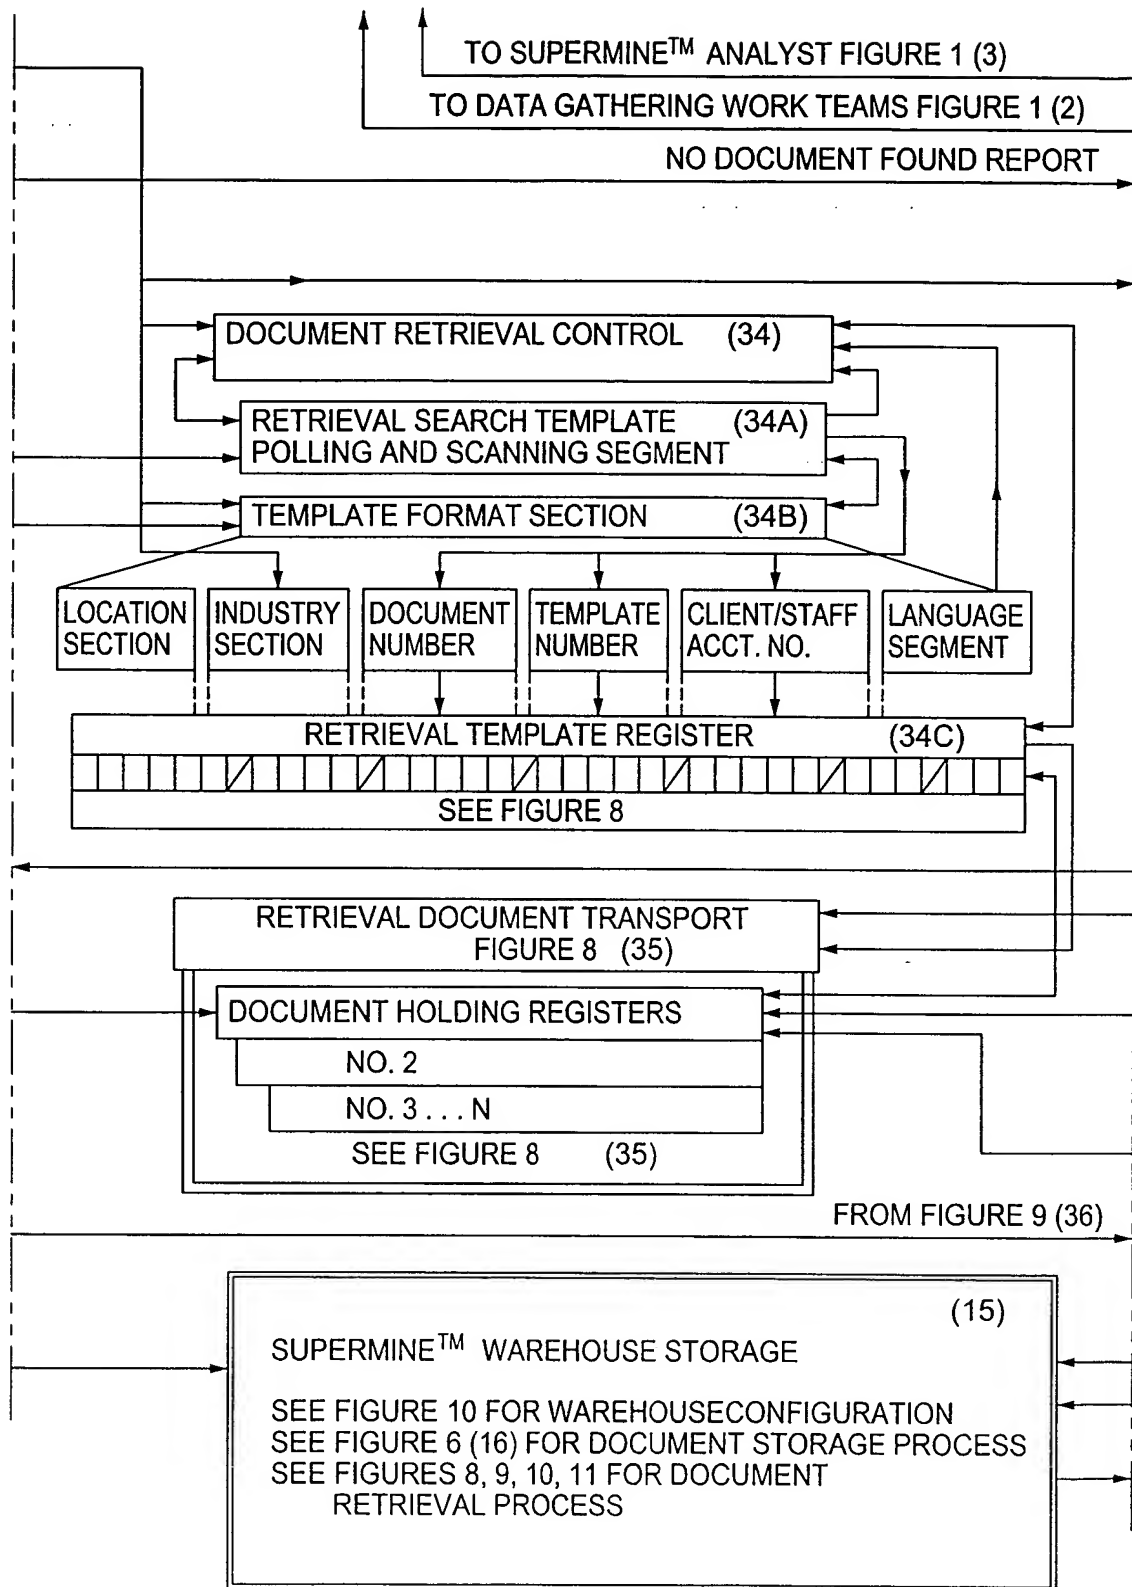 TO SUPERMINE™ ANALYST FIGURE 1 (3)
TO DATA GATHERING WORK TEAMS FIGURE 1 (2)
NO DOCUMENT FOUND REPORT
DOCUMENT RETRIEVAL CONTROL (34)
RETRIEVAL SEARCH TEMPLATE (34A)
POLLING AND SCANNING SEGMENT
TEMPLATE FORMAT SECTION (34B)
LOCATION
SECTION
INDUSTRY
SECTION
DOCUMENT
NUMBER
TEMPLATE
NUMBER
CLIENT/STAFF
ACCT. NO.
LANGUAGE
SEGMENT
RETRIEVAL TEMPLATE REGISTER (34C)
SEE FIGURE 8
RETRIEVAL DOCUMENT TRANSPORT
FIGURE 8 (35)
DOCUMENT HOLDING REGISTERS
NO. 2
NO. 3 . . . N
SEE FIGURE 8 (35)
FROM FIGURE 9 (36)
(15)
SUPERMINE™ WAREHOUSE STORAGE
SEE FIGURE 10 FOR WAREHOUSECONFIGURATION
SEE FIGURE 6 (16) FOR DOCUMENT STORAGE PROCESS
SEE FIGURES 8, 9, 10, 11 FOR DOCUMENT
RETRIEVAL PROCESS